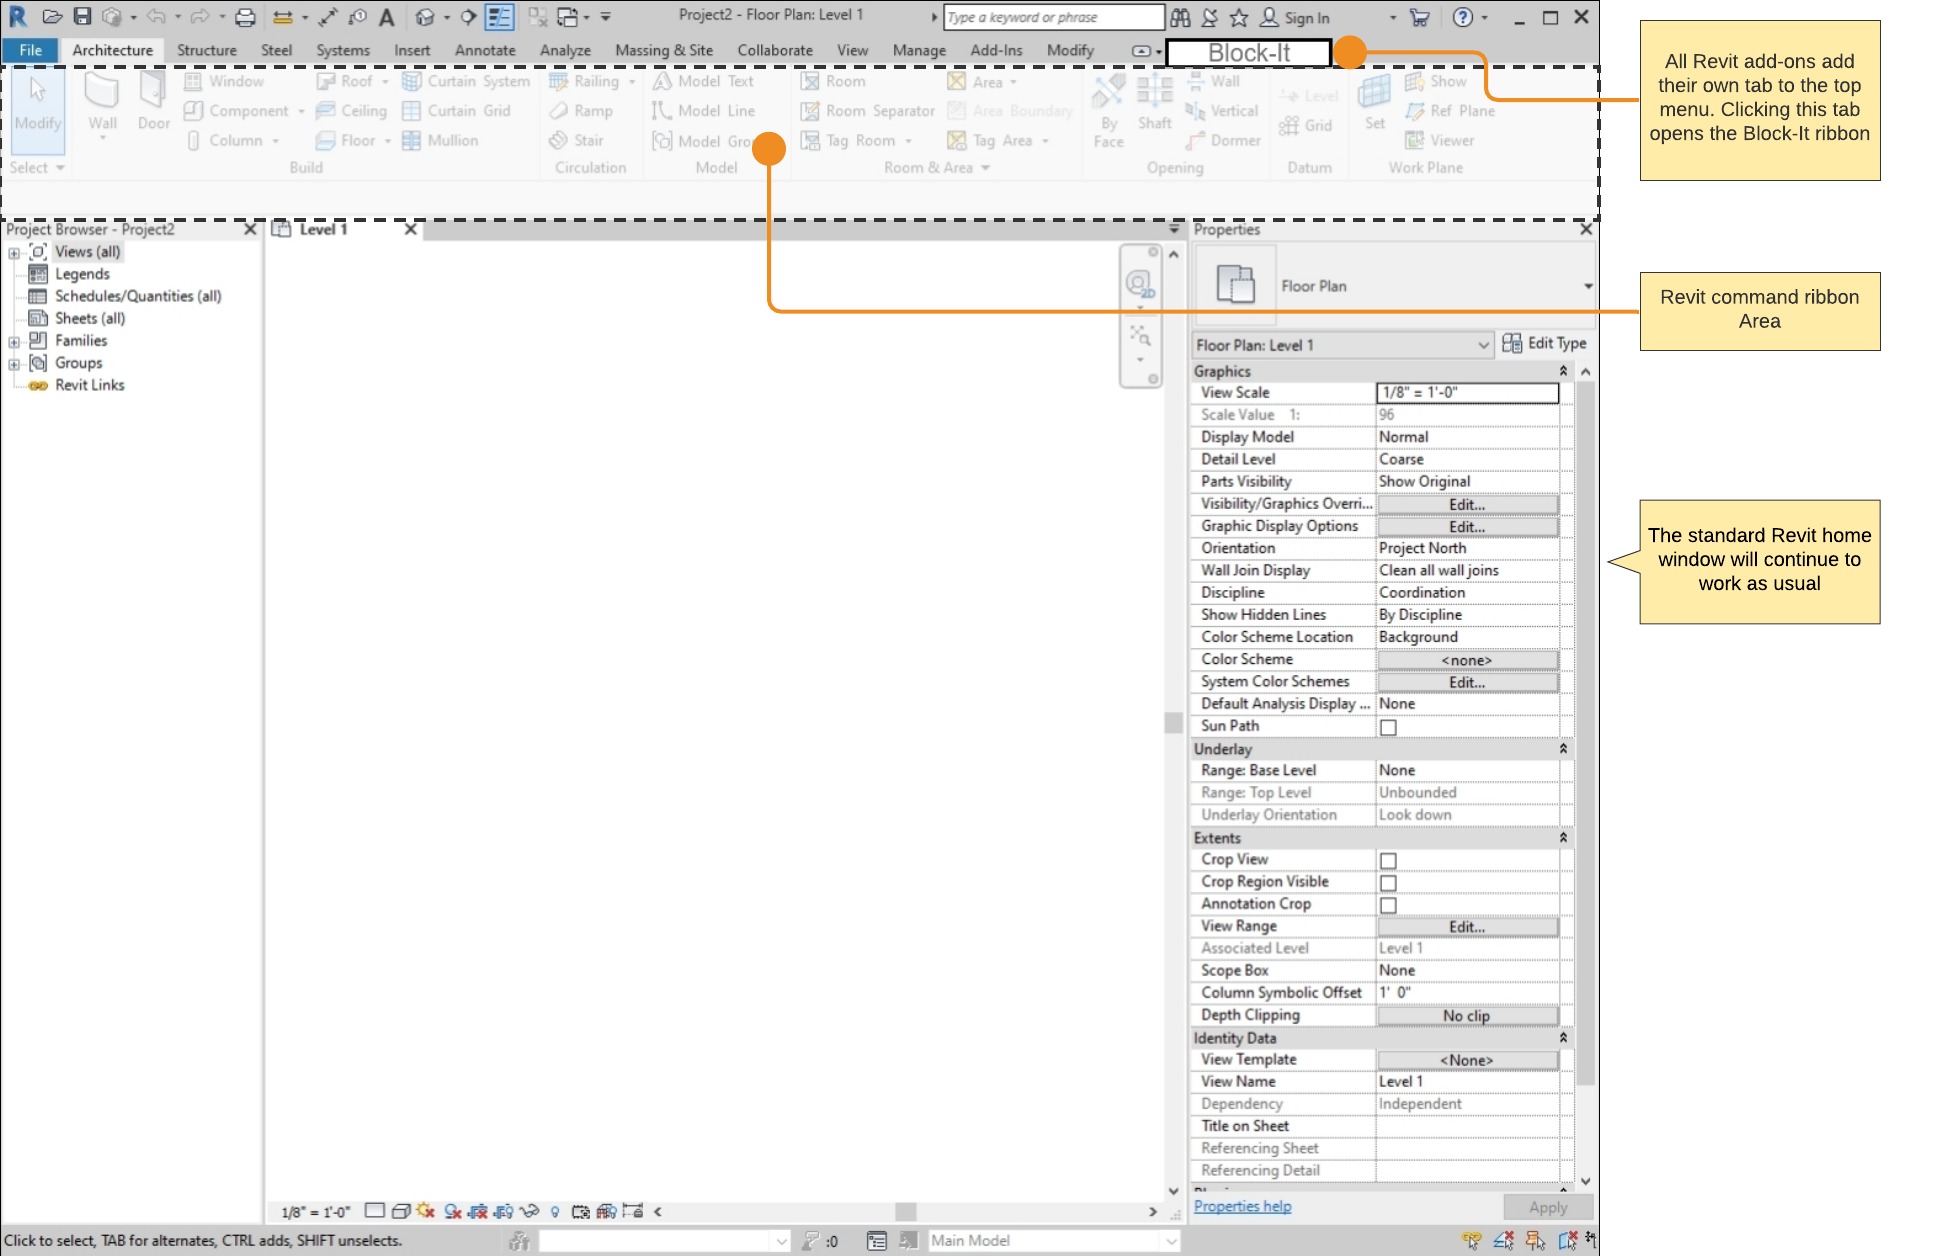 Project2 - Floor Plan: Level 1
Type a keyword or phrase
Sign In
File Architecture Structure Steel Systems Insert Annotate Analyze Massing & Site Collaborate View Manage Add-Ins Modify Block-It
Modify
Select
Wall
Door
Window
Component
Column
Roof
Ceiling
Floor
Curtain System
Curtain Grid
Mullion
Build
Railing
Ramp
Stair
Circulation
Model Text
Model Line
Model
Model
Room
Room Separator
Tag Room
Area
Area Boundary
Tag Area
Room & Area
By
Face
Shaft
Wall
Vertical
Dormer
Opening
Level
Grid
Datum
Set
Show
Ref Plane
Viewer
Work Plane
Project Browser - Project2
Views (all)
Legends
Schedules/Quantities (all)
Sheets (all)
Families
Groups
Revit Links
Level 1
2D
Properties
Floor Plan
Floor Plan: Level 1
Edit Type
Graphics
View Scale 1/8" = 1'-0"
Scale Value 1: 96
Display Model Normal
Detail Level Coarse
Parts Visibility Show Original
Visibility/Graphics Overri... Edit...
Graphic Display Options Edit...
Orientation Project North
Wall Join Display Clean all wall joins
Discipline Coordination
Show Hidden Lines By Discipline
Color Scheme Location Background
Color Scheme <none>
System Color Schemes Edit...
Default Analysis Display ... None
Sun Path
Underlay
Range: Base Level None
Range: Top Level Unbounded
Underlay Orientation Look down
Extents
Crop View
Crop Region Visible
Annotation Crop
View Range Edit...
Associated Level Level 1
Scope Box None
Column Symbolic Offset 1' 0"
Depth Clipping No clip
Identity Data
View Template <None>
View Name Level 1
Dependency Independent
Title on Sheet
Referencing Sheet
Referencing Detail
Properties help
Apply
1/8" = 1'-0"
Click to select, TAB for alternates, CTRL adds, SHIFT unselects.
:0
Main Model
All Revit add-ons add
their own tab to the top
menu. Clicking this tab
opens the Block-It ribbon
Revit command ribbon
Area
The standard Revit home
window will continue to
work as usual